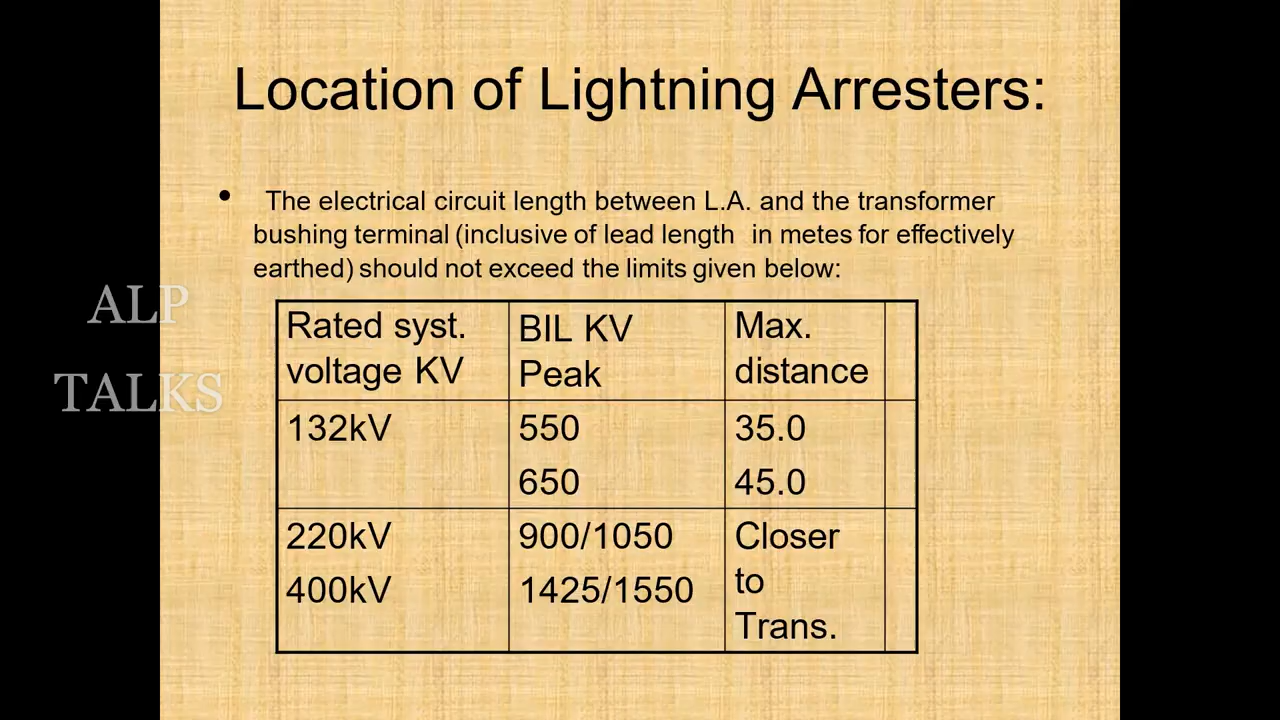 Location of Lightning Arresters:
• The electrical circuit length between L.A. and the transformer
bushing terminal (inclusive of lead length in metes for effectively
earthed) should not exceed the limits given below:
ALP
TALKS
Rated syst. voltage KV BIL KV Peak Max. distance
132kV 550 35.0
650 45.0
220kV 900/1050 Closer
400kV 1425/1550 to
Trans.